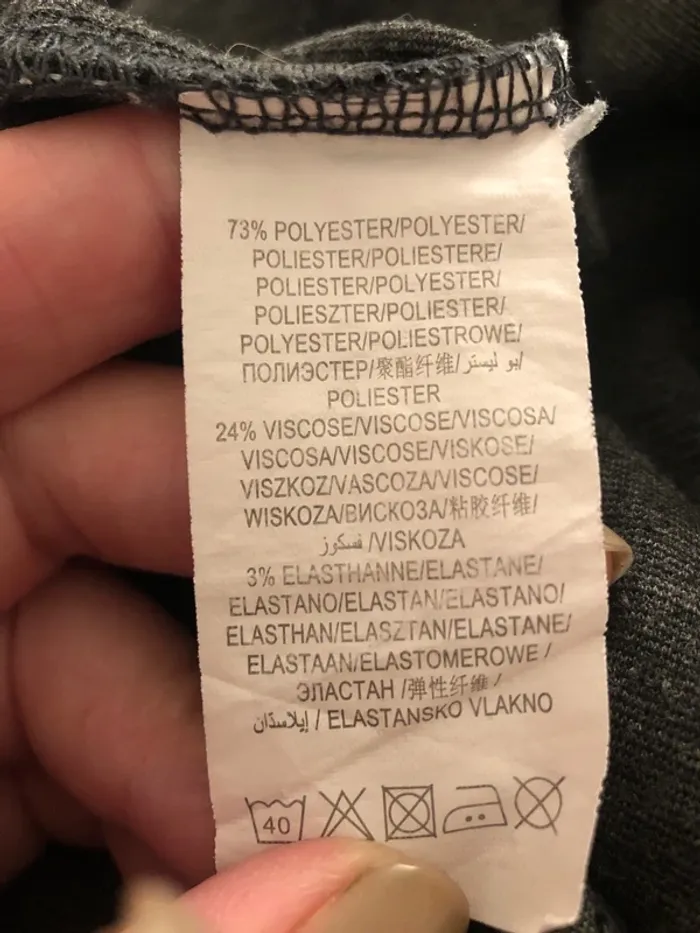 73% POLYESTER/POLYESTER/
POLIESTER/POLIESTERE/
POLIESTER/POLYESTER/
POLIESZTER/POLIESTER/
POLYESTER/POLIESTROWE/
ПОЛИЭСТЕР/聚酯纤维/بو ليستر/
POLIESTER
24% VISCOSE/VISCOSE/VISCOSA/
VISCOSA/VISCOSE/VISKOSE/
VISZKOZ/VASCOZA/VISCOSE/
WISKOZA/ВИСКОЗА/粘胶纤维/
فسكوز /VISKOZA
3% ELASTHANNE/ELASTANE/
ELASTANO/ELASTAN/ELASTANO/
ELASTHAN/ELASZTAN/ELASTANE/
ELASTAAN/ELASTOMEROWE /
ЭЛАСТАН /弹性纤维/
إيلاستان / ELASTANSKO VLAKNO
40